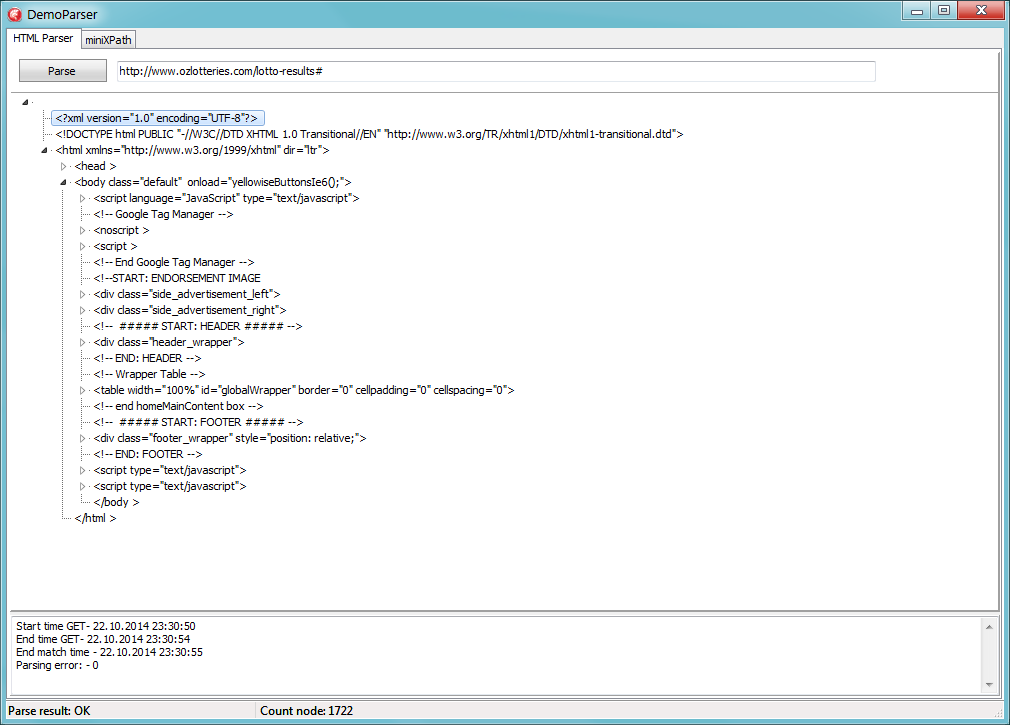 DemoParser
HTML Parser miniXPath
Parse http://www.ozlotteries.com/lotto-results#
<?xml version="1.0" encoding="UTF-8"?>
<!DOCTYPE html PUBLIC "-//W3C//DTD XHTML 1.0 Transitional//EN" "http://www.w3.org/TR/xhtml1/DTD/xhtml1-transitional.dtd">
<html xmlns="http://www.w3.org/1999/xhtml" dir="ltr">
<head >
<body class="default"  onload="yellowiseButtonsIe6();">
<script language="JavaScript" type="text/javascript">
<!-- Google Tag Manager -->
<noscript >
<script >
<!-- End Google Tag Manager -->
<!--START: ENDORSEMENT IMAGE
<div class="side_advertisement_left">
<div class="side_advertisement_right">
<!--  ##### START: HEADER ##### -->
<div class="header_wrapper">
<!-- END: HEADER -->
<!-- Wrapper Table -->
<table width="100%" id="globalWrapper" border="0" cellpadding="0" cellspacing="0">
<!-- end homeMainContent box -->
<!--  ##### START: FOOTER ##### -->
<div class="footer_wrapper" style="position: relative;">
<!-- END: FOOTER -->
<script type="text/javascript">
<script type="text/javascript">
</body >
</html >
Start time GET- 22.10.2014 23:30:50
End time GET- 22.10.2014 23:30:54
End match time - 22.10.2014 23:30:55
Parsing error: - 0
Parse result: OK Count node: 1722